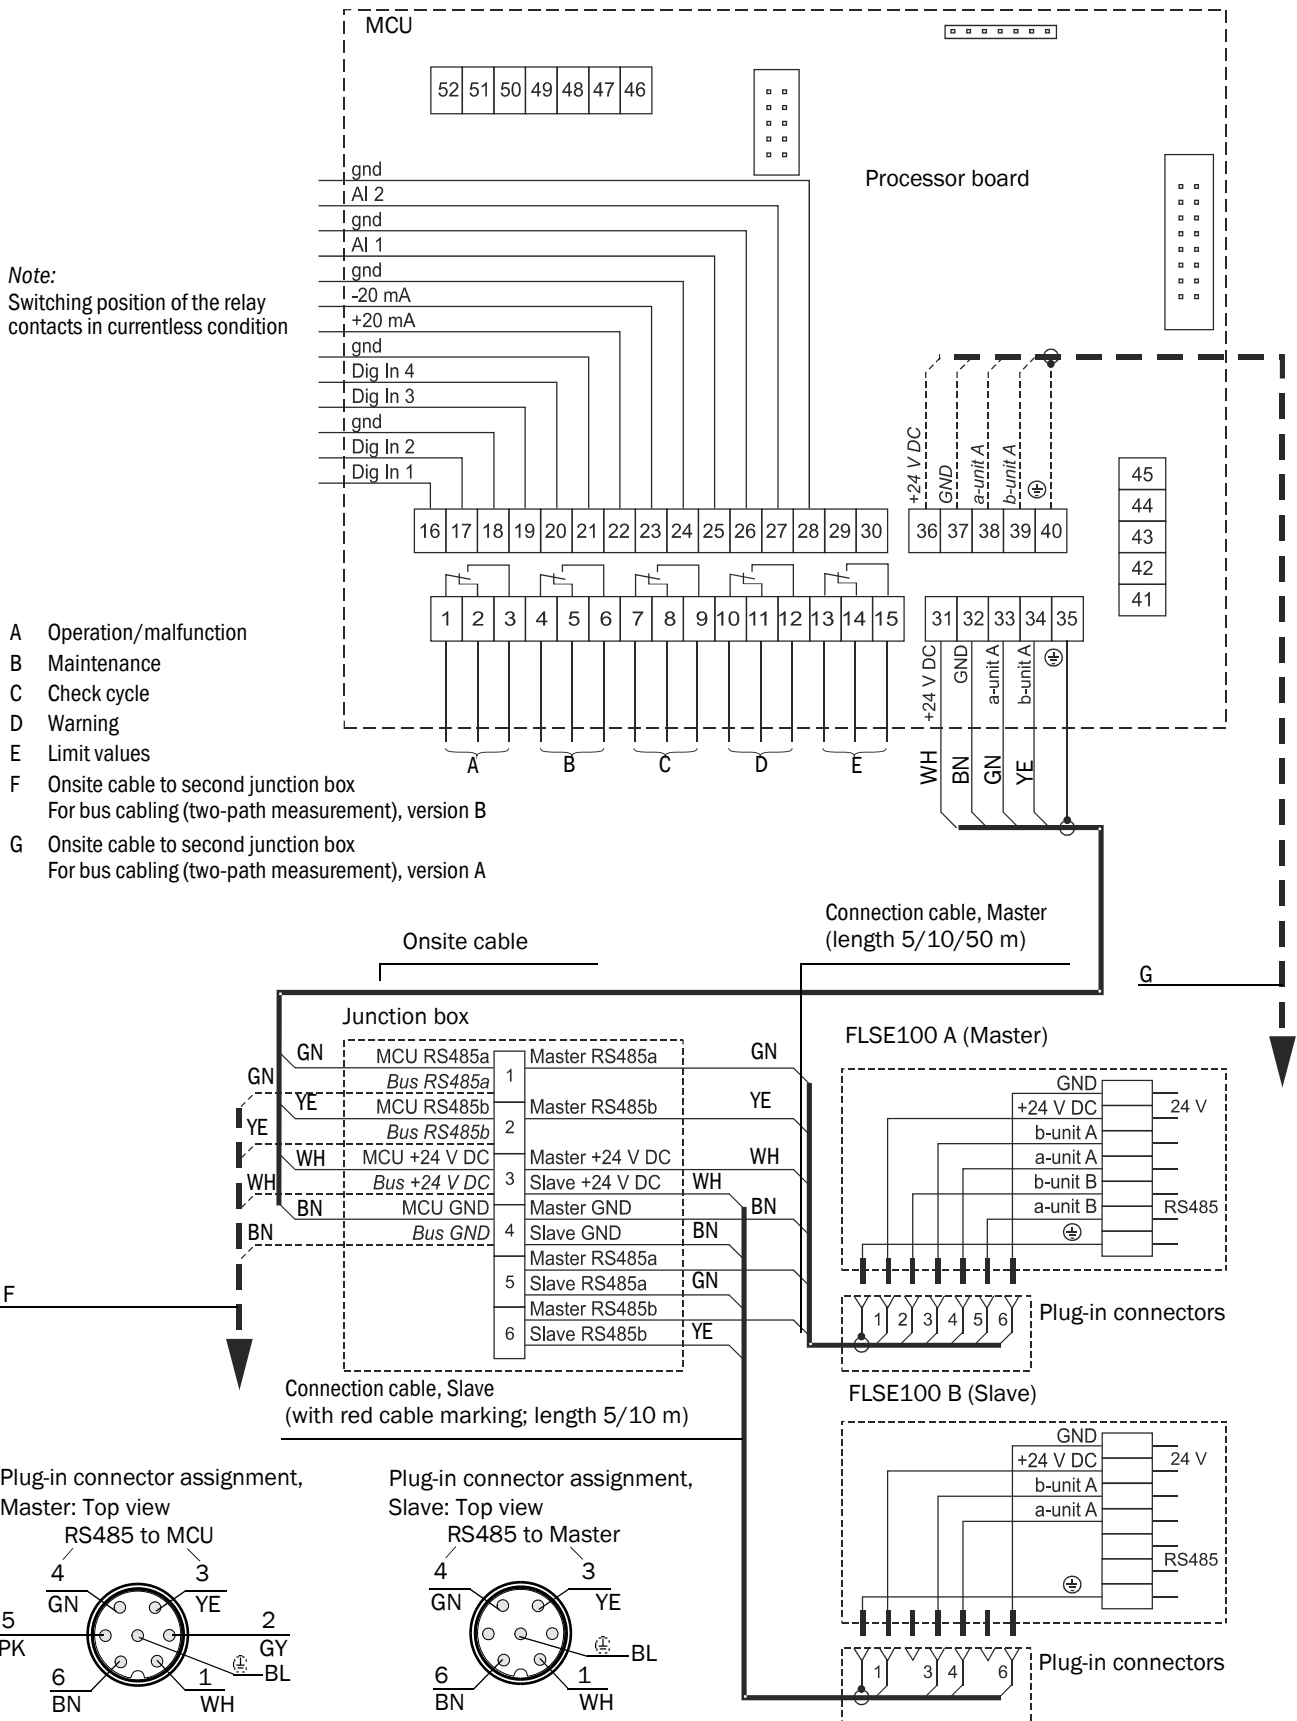 MCU
52 51 50 49 48 47 46
Processor board
gnd
AI 2
gnd
AI 1
gnd
-20 mA
+20 mA
gnd
Dig In 4
Dig In 3
gnd
Dig In 2
Dig In 1
Note:
Switching position of the relay
contacts in currentless condition
+24 V DC
GND
a-unit A
b-unit A
45
44
43
42
41
16 17 18 19 20 21 22 23 24 25 26 27 28 29 30
36 37 38 39 40
1 2 3 4 5 6 7 8 9 10 11 12 13 14 15
31 32 33 34 35
+24 V DC
GND
a-unit A
b-unit A
WH
BN
GN
YE
A B C D E
A Operation/malfunction
B Maintenance
C Check cycle
D Warning
E Limit values
F Onsite cable to second junction box
For bus cabling (two-path measurement), version B
G Onsite cable to second junction box
For bus cabling (two-path measurement), version A
Onsite cable
Connection cable, Master
(length 5/10/50 m)
G
Junction box
GN MCU RS485a Master RS485a GN
GN Bus RS485a 1
YE MCU RS485b Master RS485b YE
YE Bus RS485b 2
WH MCU +24 V DC Master +24 V DC WH
WH Bus +24 V DC 3 Slave +24 V DC WH
BN MCU GND Master GND BN
BN Bus GND 4 Slave GND BN
Master RS485a
5 Slave RS485a GN
Master RS485b
6 Slave RS485b YE
F
FLSE100 A (Master)
GND
+24 V DC 24 V
b-unit A
a-unit A
b-unit B
a-unit B RS485
1 2 3 4 5 6
Plug-in connectors
Connection cable, Slave
(with red cable marking; length 5/10 m)
FLSE100 B (Slave)
GND
+24 V DC 24 V
b-unit A
a-unit A
RS485
1 3 4 6
Plug-in connectors
Plug-in connector assignment,
Master: Top view
RS485 to MCU
4 3
GN YE
5 2
PK GY
BL
6 1
BN WH
Plug-in connector assignment,
Slave: Top view
RS485 to Master
4 3
GN YE
BL
6 1
BN WH